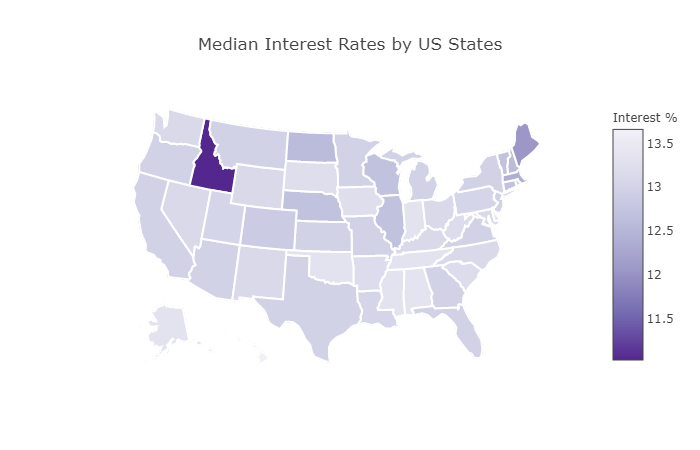 Median Interest Rates by US States
Interest %
13.5
13
12.5
12
11.5